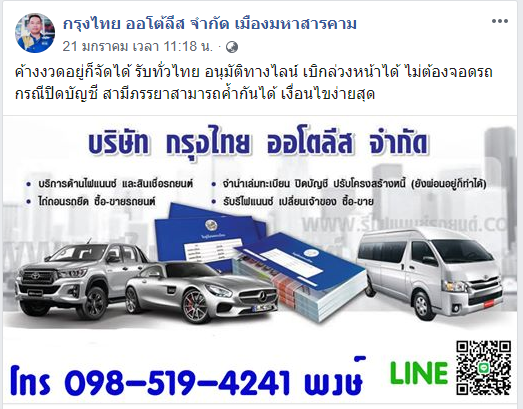 กรุงไทย ออโต้ลีส จำกัด เมืองมหาสารคาม
21 มกราคม เวลา 11:18 น. ·
ค้างงวดอยู่ก็จัดได้ รับทั่วไทย อนุมัติทางไลน์ เบิกล่วงหน้าได้ ไม่ต้องจอดรถ
กรณีปิดบัญชี สามีภรรยาสามารถค้ำกันได้ เงื่อนไขง่ายสุด
บริษัท กรุงไทย ออโตลีส จำกัด
• บริการด้านไฟแนนซ์ และสินเชื่อรถยนต์
• ไถ่ถอนรถยึด ซื้อ-ขายรถยนต์
• จำนำเล่มทะเบียน ปิดบัญชี ปรับโครงสร้างหนี้ (ยังผ่อนอยู่ก็ทำได้)
• รับรีไฟแนนซ์ เปลี่ยนเจ้าของ ซื้อ-ขาย
โทร 098-519-4241 พงษ์
LINE